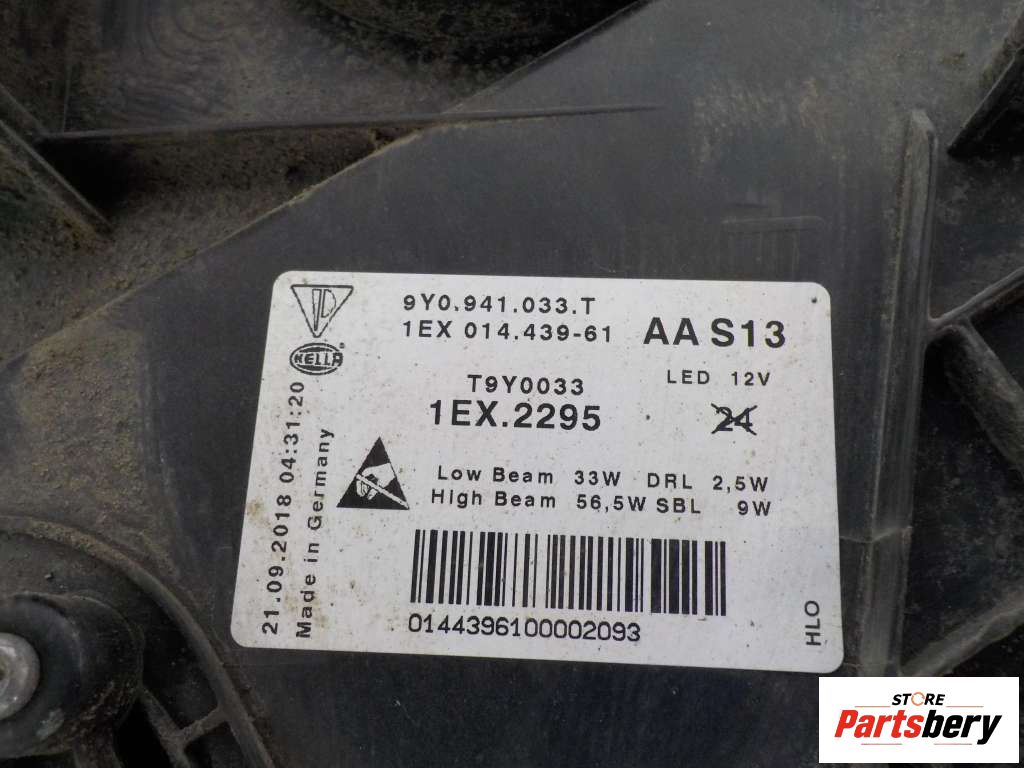 9Y0.941.033.T
1EX 014.439-61
AA S13
HELLA
T9Y0033
1EX.2295
LED 12V
24
Low Beam 33W DRL 2,5W
High Beam 56,5W SBL 9W
21.09.2018 04:31:20
Made in Germany
0144396100002093
HLO
STORE
Partsbery